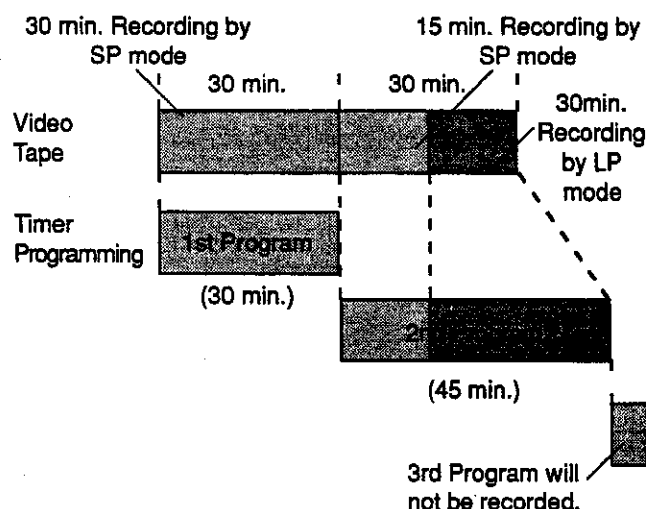 30 min. Recording by
SP mode
15 min. Recording by
SP mode
30 min.
30 min.
Video
Tape
30min.
Recording
by LP
mode
Timer
Programming
1st Program
(30 min.)
(45 min.)
3rd Program will
not be recorded.